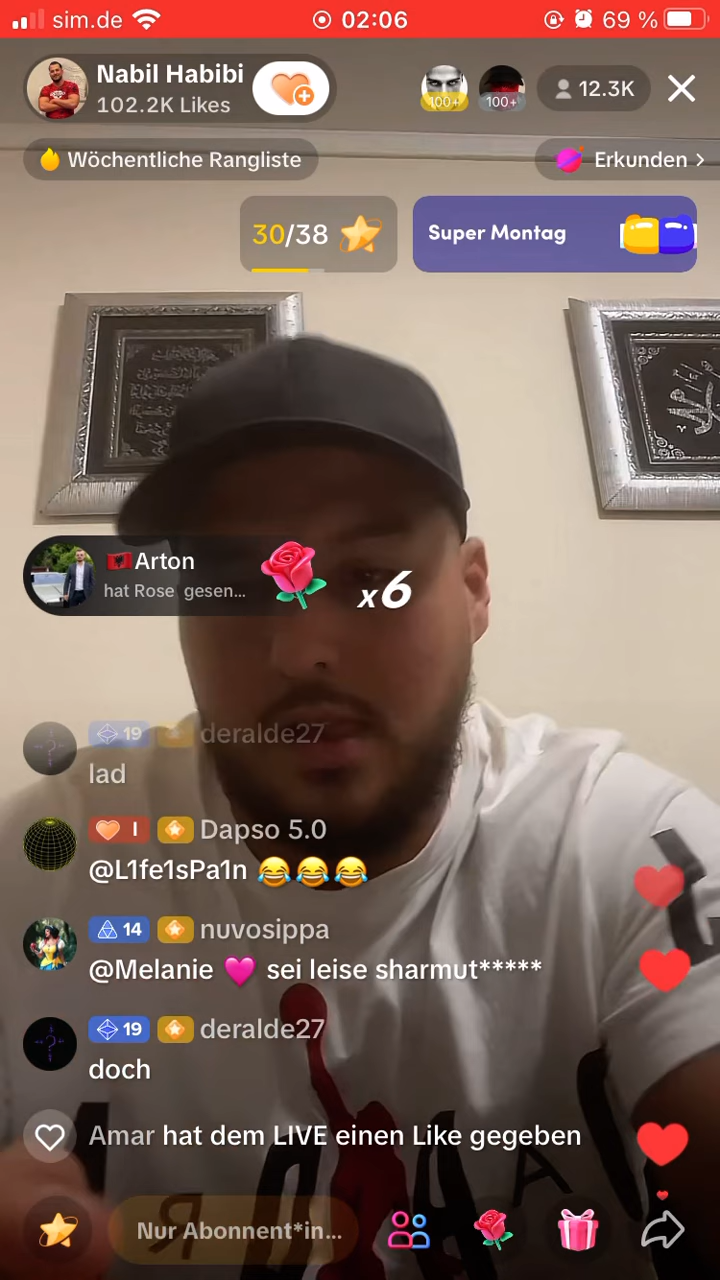 sim.de
02:06
69 %
Nabil Habibi
102.2K Likes
100+
100+
12.3K
Wöchentliche Rangliste
Erkunden >
30/38
Super Montag
Arton
hat Rose gesen...
x6
19 deralde27
lad
I Dapso 5.0
@L1fe1sPa1n 😂😂😂
14 nuvosippa
@Melanie 💓 sei leise sharmut*****
19 deralde27
doch
Amar hat dem LIVE einen Like gegeben
Nur Abonnent*in...